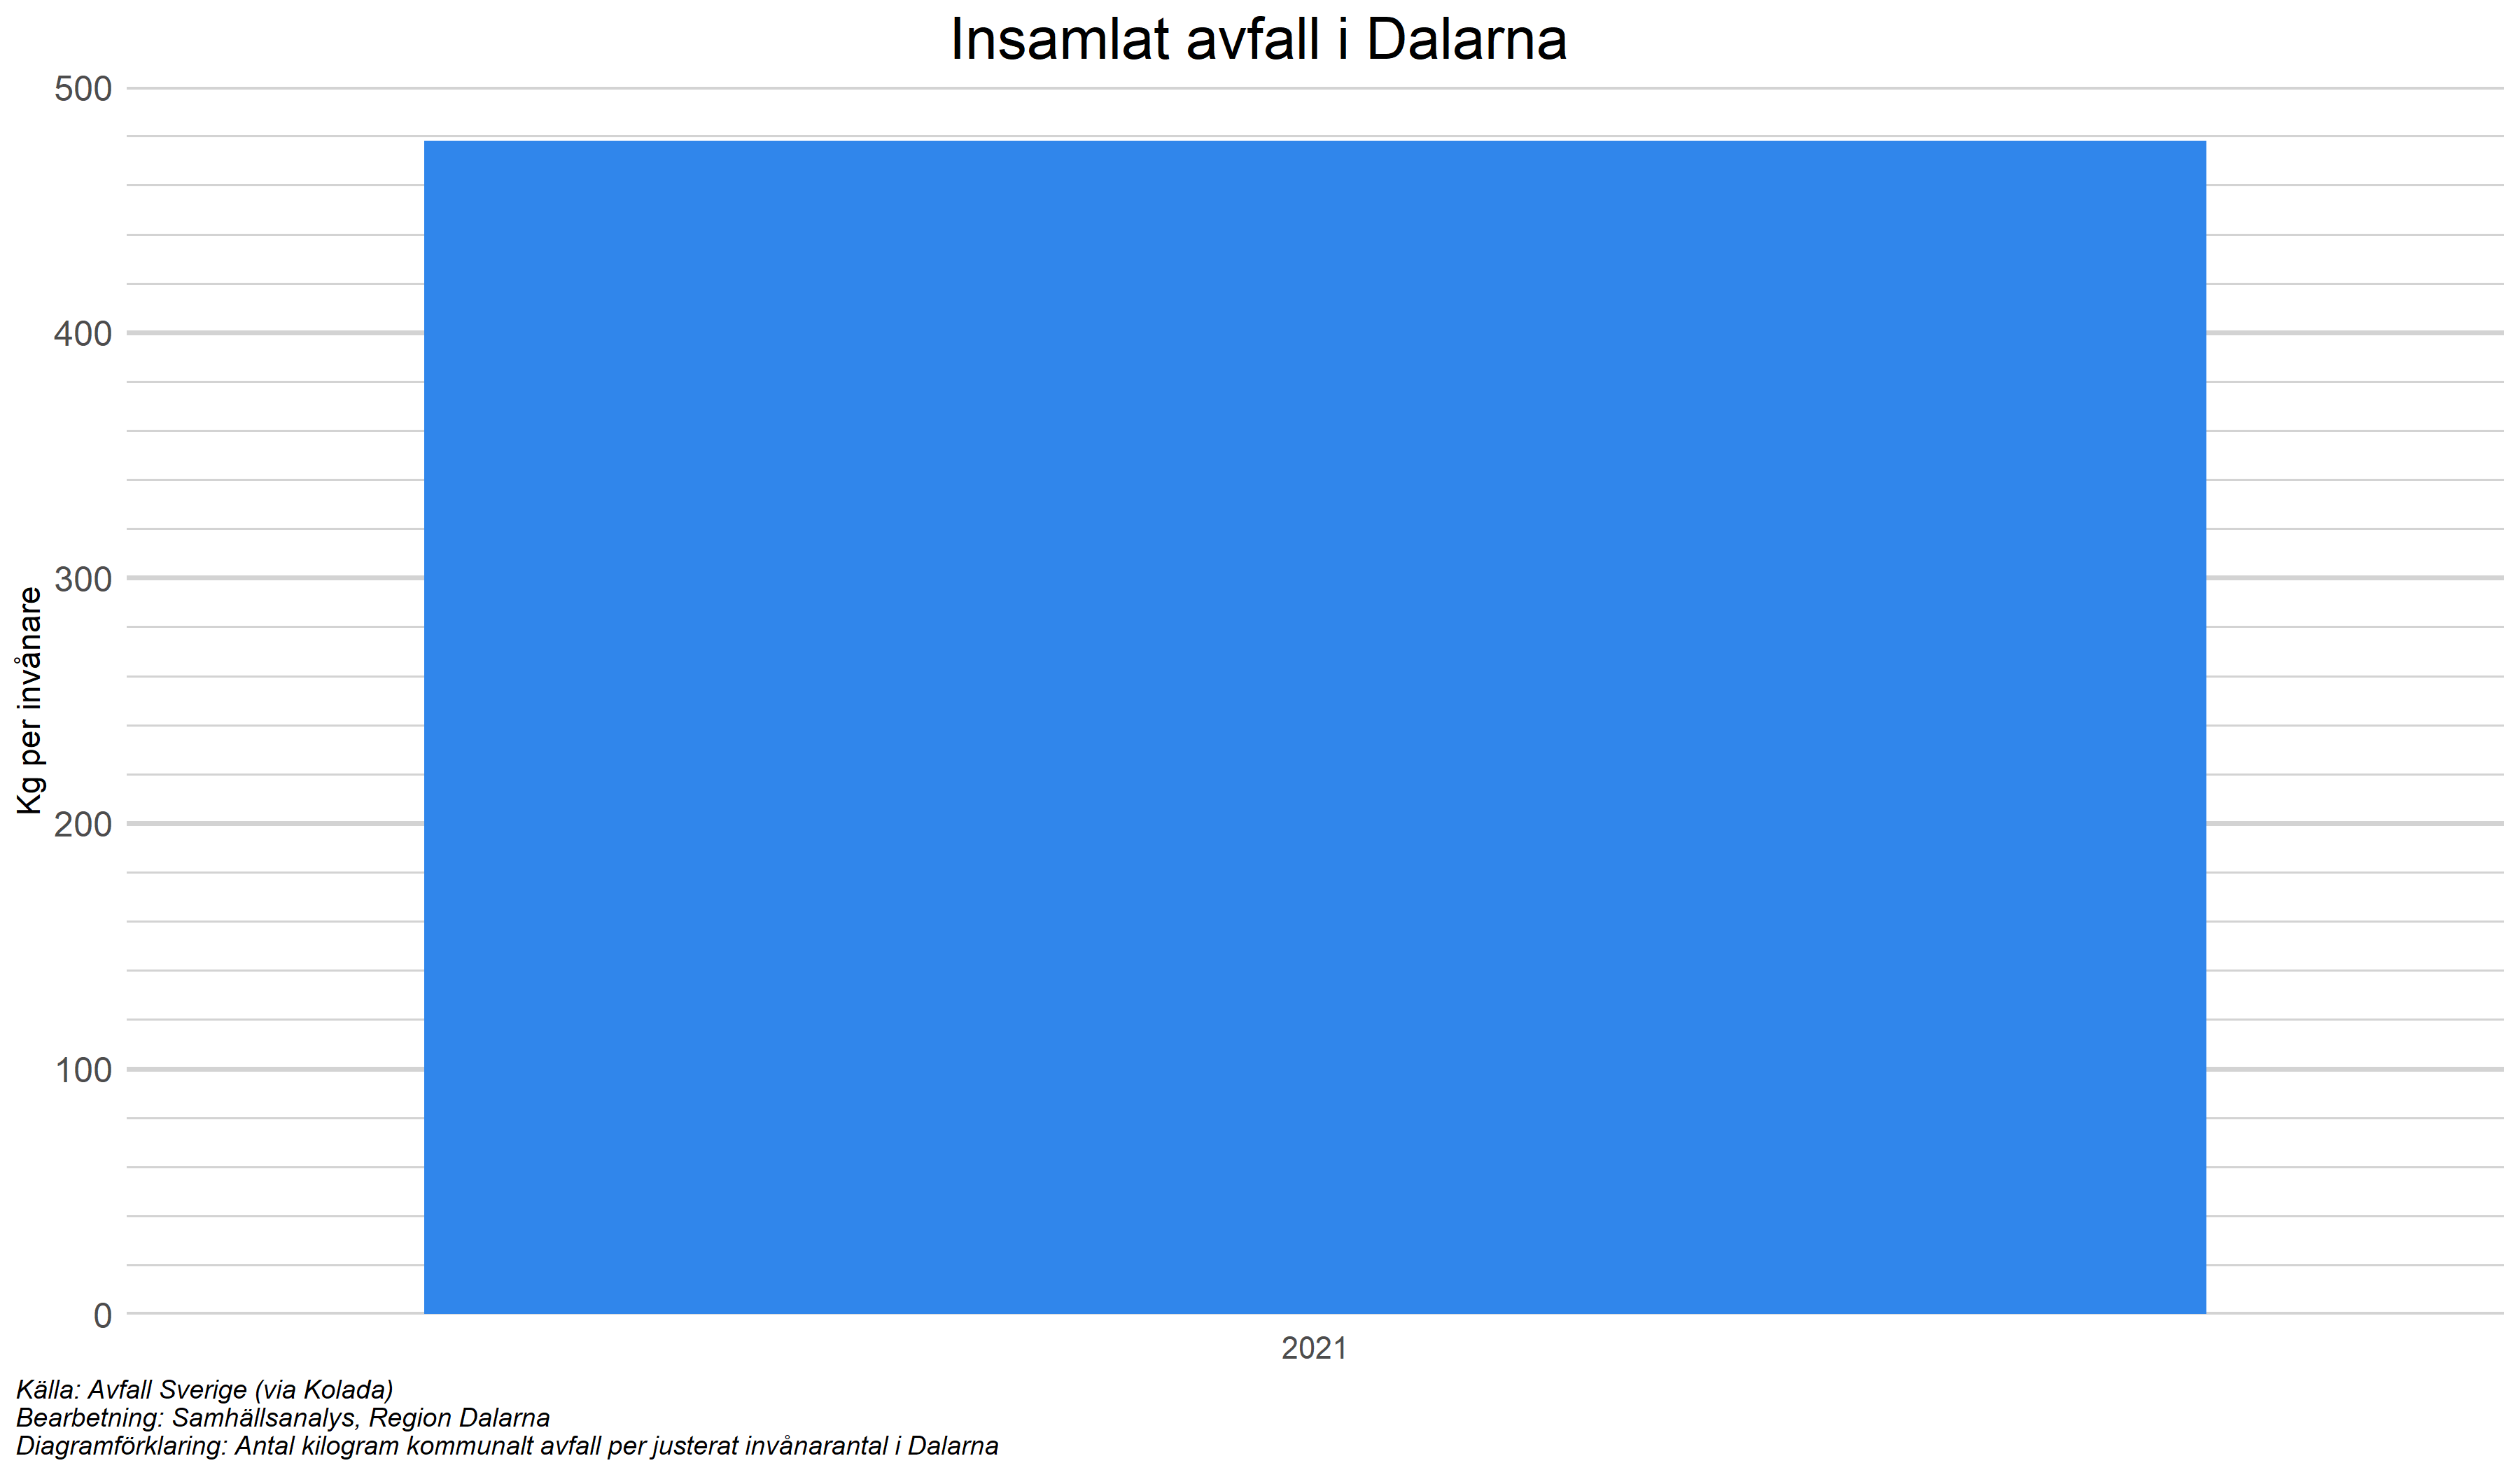 Insamlat avfall i Dalarna
500
400
300
200
100
0
Kg per invånare
2021
Källa: Avfall Sverige (via Kolada)
Bearbetning: Samhällsanalys, Region Dalarna
Diagramförklaring: Antal kilogram kommunalt avfall per justerat invånarantal i Dalarna